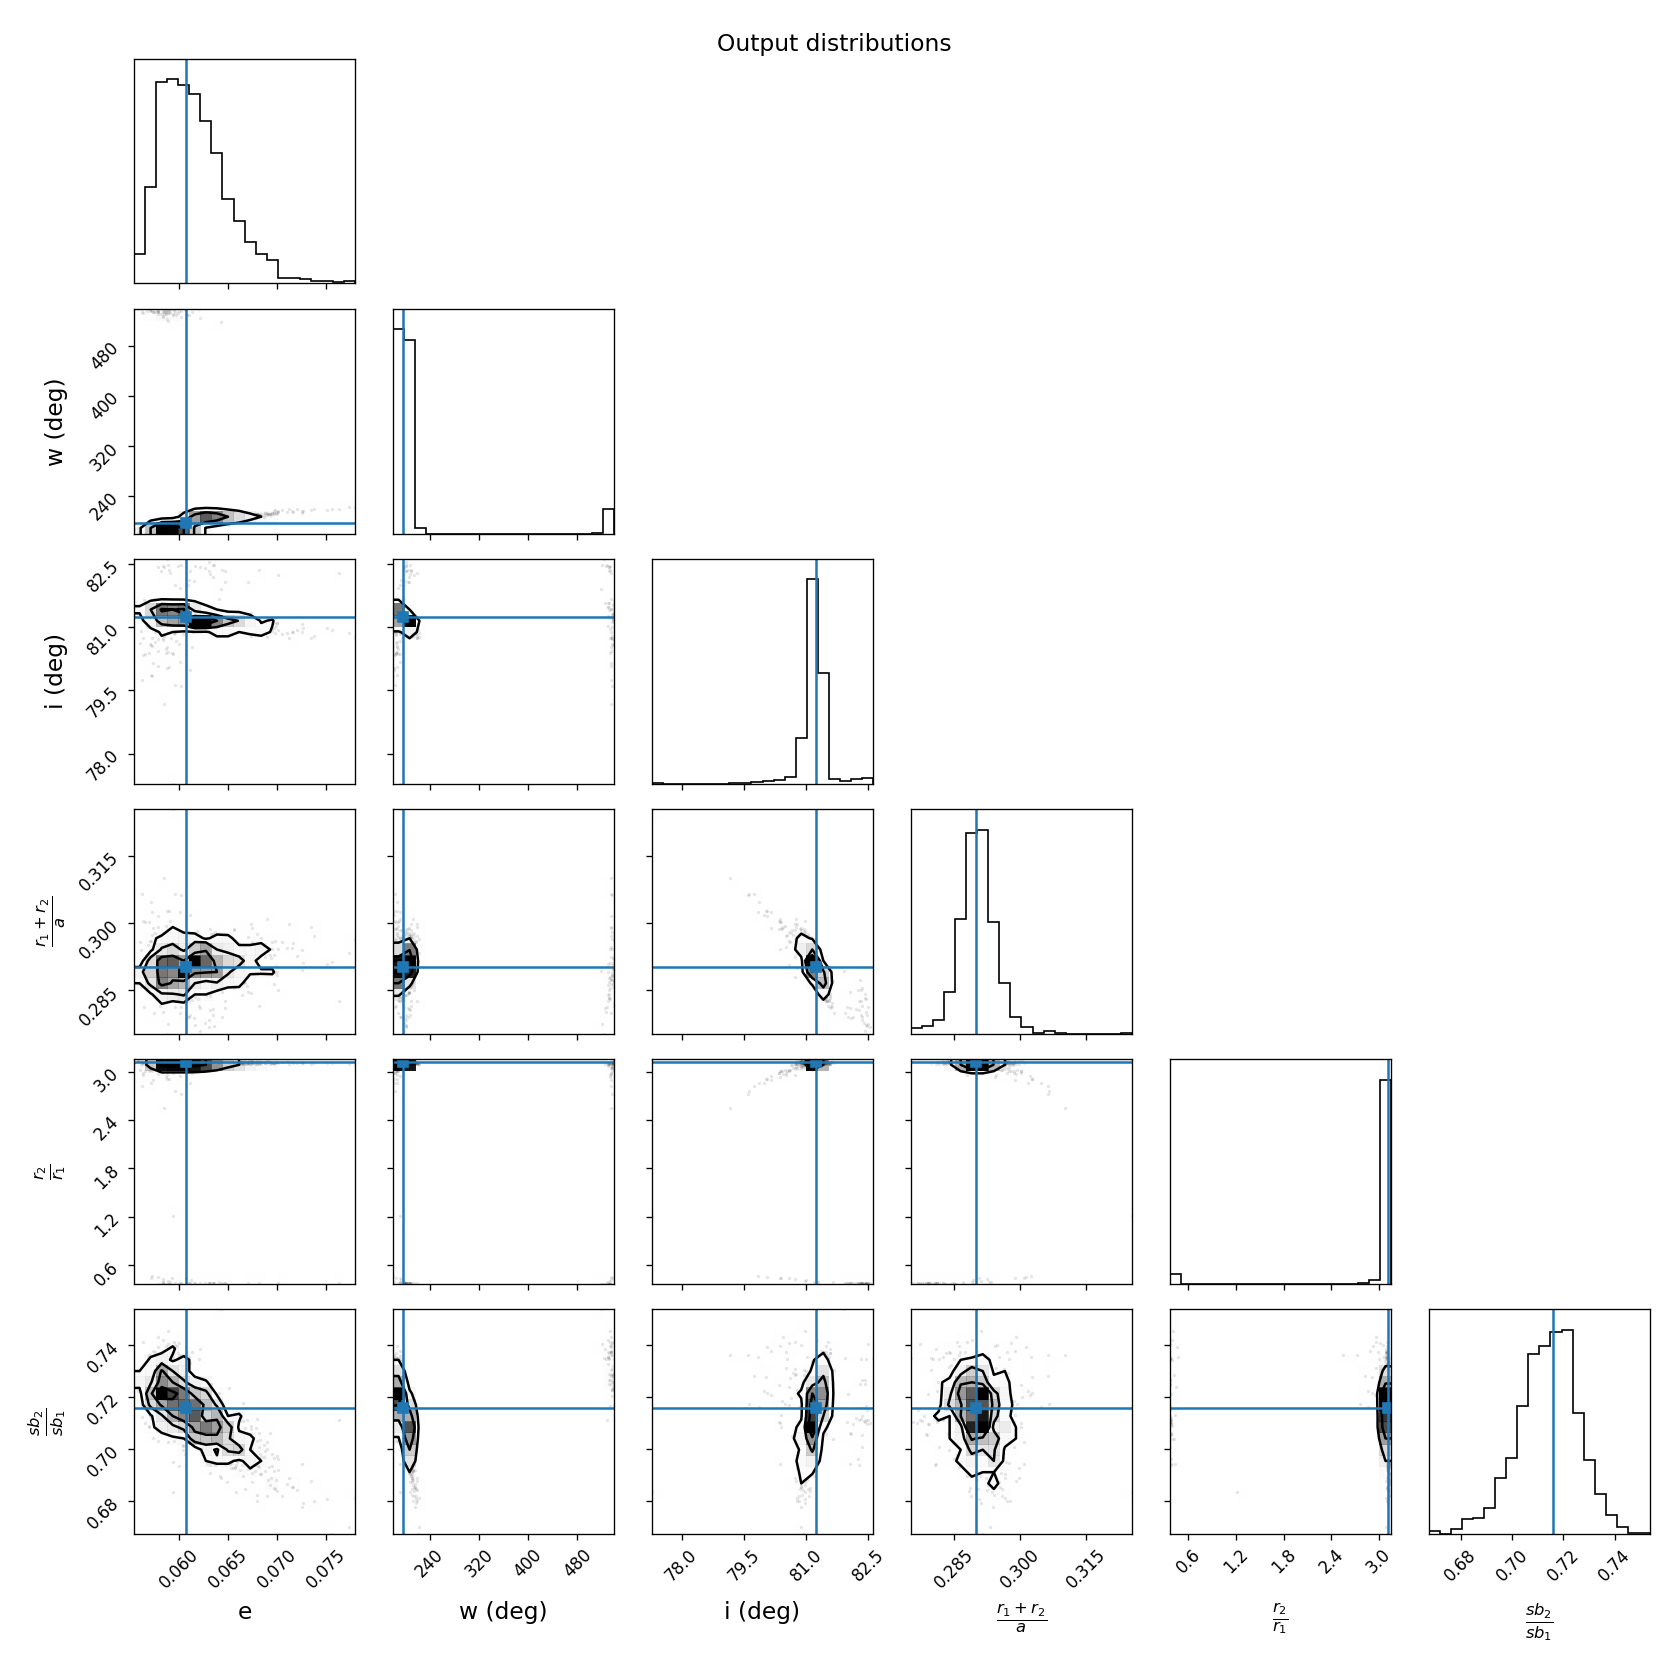 Output distributions
w (deg)
480
400
320
240
i (deg)
82.5
81.0
79.5
78.0
r₁ + r₂
a
0.315
0.300
0.285
r₂
r₁
3.0
2.4
1.8
1.2
0.6
sb₂
sb₁
0.74
0.72
0.70
0.68
0.060 0.065 0.070 0.075 240 320 400 480 78.0 79.5 81.0 82.5 0.285 0.300 0.315 0.6 1.2 1.8 2.4 3.0 0.68 0.70 0.72 0.74
e
w (deg)
i (deg)
r₁ + r₂
a
r₂
r₁
sb₂
sb₁